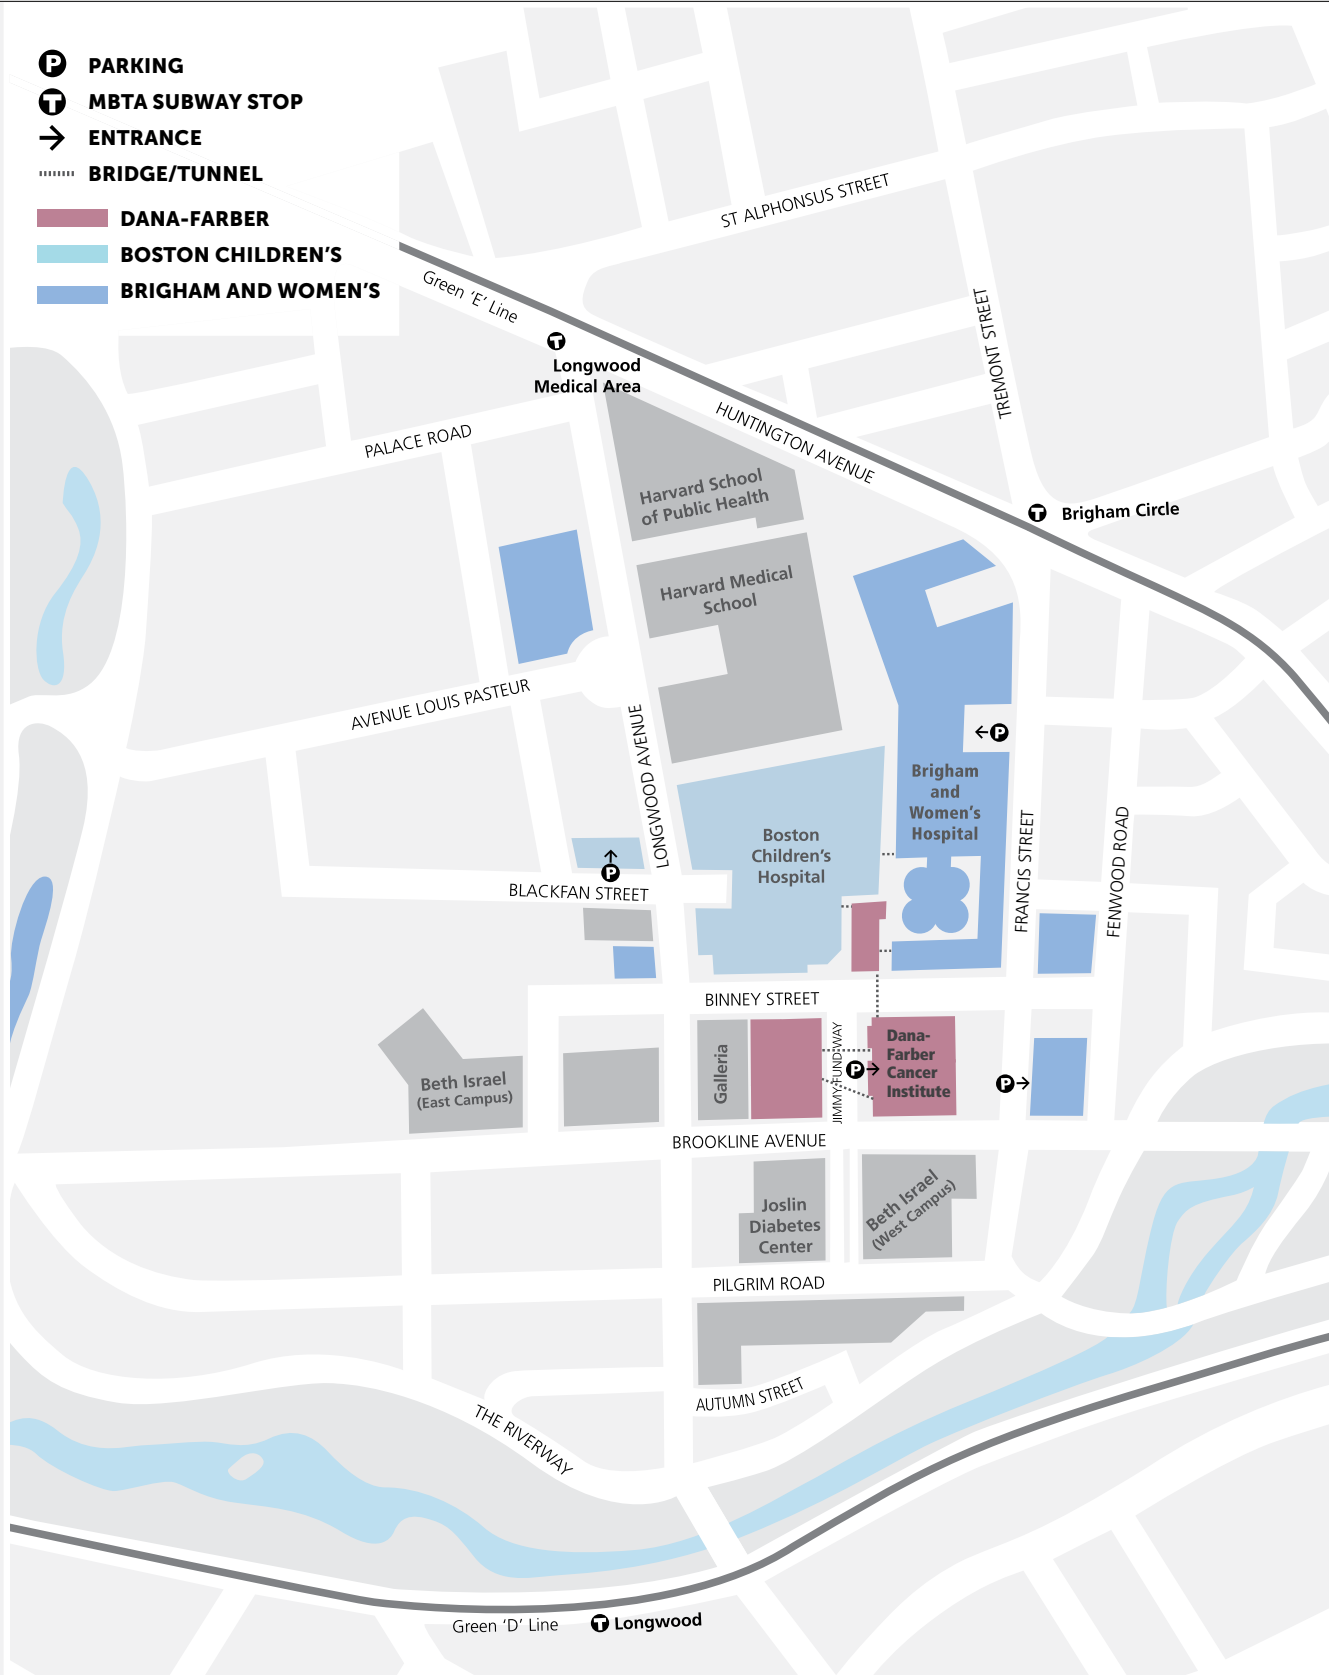 P PARKING
T MBTA SUBWAY STOP
→ ENTRANCE
BRIDGE/TUNNEL
DANA-FARBER
BOSTON CHILDREN'S
BRIGHAM AND WOMEN'S
ST ALPHONSUS STREET
Green ‘E’ Line
T
Longwood
Medical Area
TREMONT STREET
HUNTINGTON AVENUE
PALACE ROAD
Harvard School
of Public Health
T Brigham Circle
Harvard Medical
School
AVENUE LOUIS PASTEUR
LONGWOOD AVENUE
←P
Brigham
and
Women's
Hospital
Boston
Children's
Hospital
FRANCIS STREET
FENWOOD ROAD
↑
P
BLACKFAN STREET
BINNEY STREET
Beth Israel
(East Campus)
Galleria
JIMMY FUND WAY
P→
Dana-
Farber
Cancer
Institute
P→
BROOKLINE AVENUE
Joslin
Diabetes
Center
Beth Israel
(West Campus)
PILGRIM ROAD
AUTUMN STREET
THE RIVERWAY
Green ‘D’ Line
T Longwood